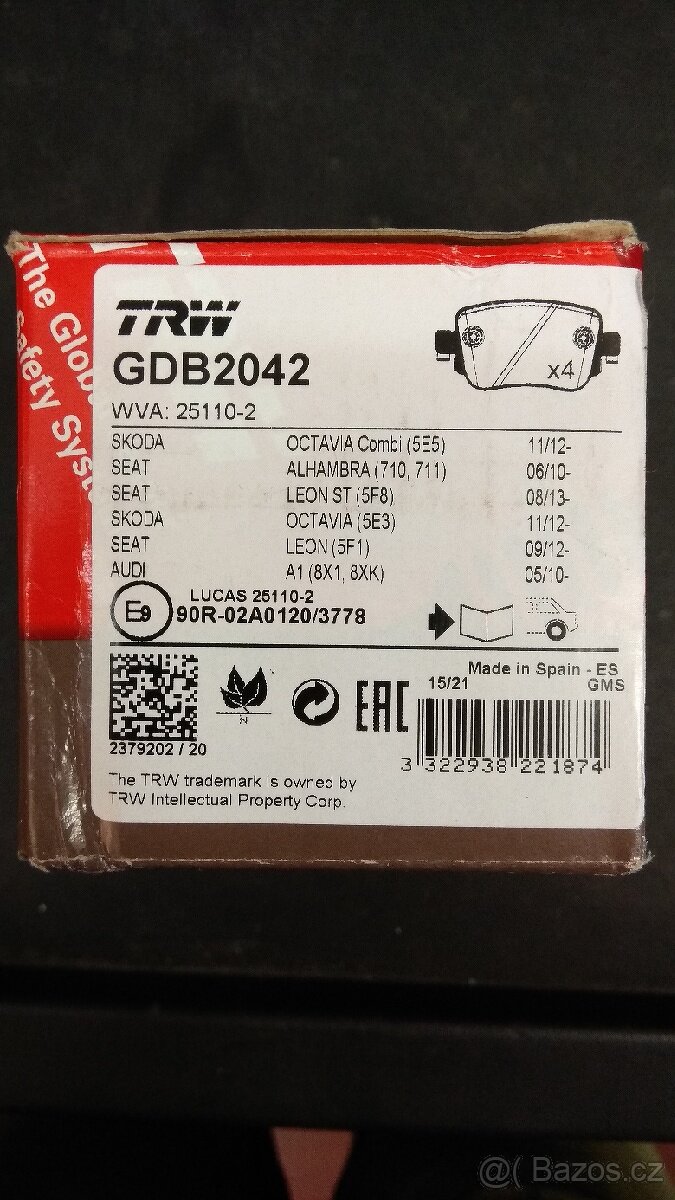 The Global
Safety Syst
TRW
GDB2042
x4
WVA: 25110-2
SKODA OCTAVIA Combi (5E5) 11/12-
SEAT ALHAMBRA (710, 711) 06/10-
SEAT LEON ST (5F8) 08/13-
SKODA OCTAVIA (5E3) 11/12-
SEAT LEON (5F1) 09/12-
AUDI A1 (8X1, 8XK) 05/10-
LUCAS 25110-2
E9 90R-02A0120/3778
Made in Spain - ES
15/21 GMS
EAC
N
2379202 / 20
3 322938 221874
The TRW trademark is owned by
TRW Intellectual Property Corp.
@( Bazos.cz